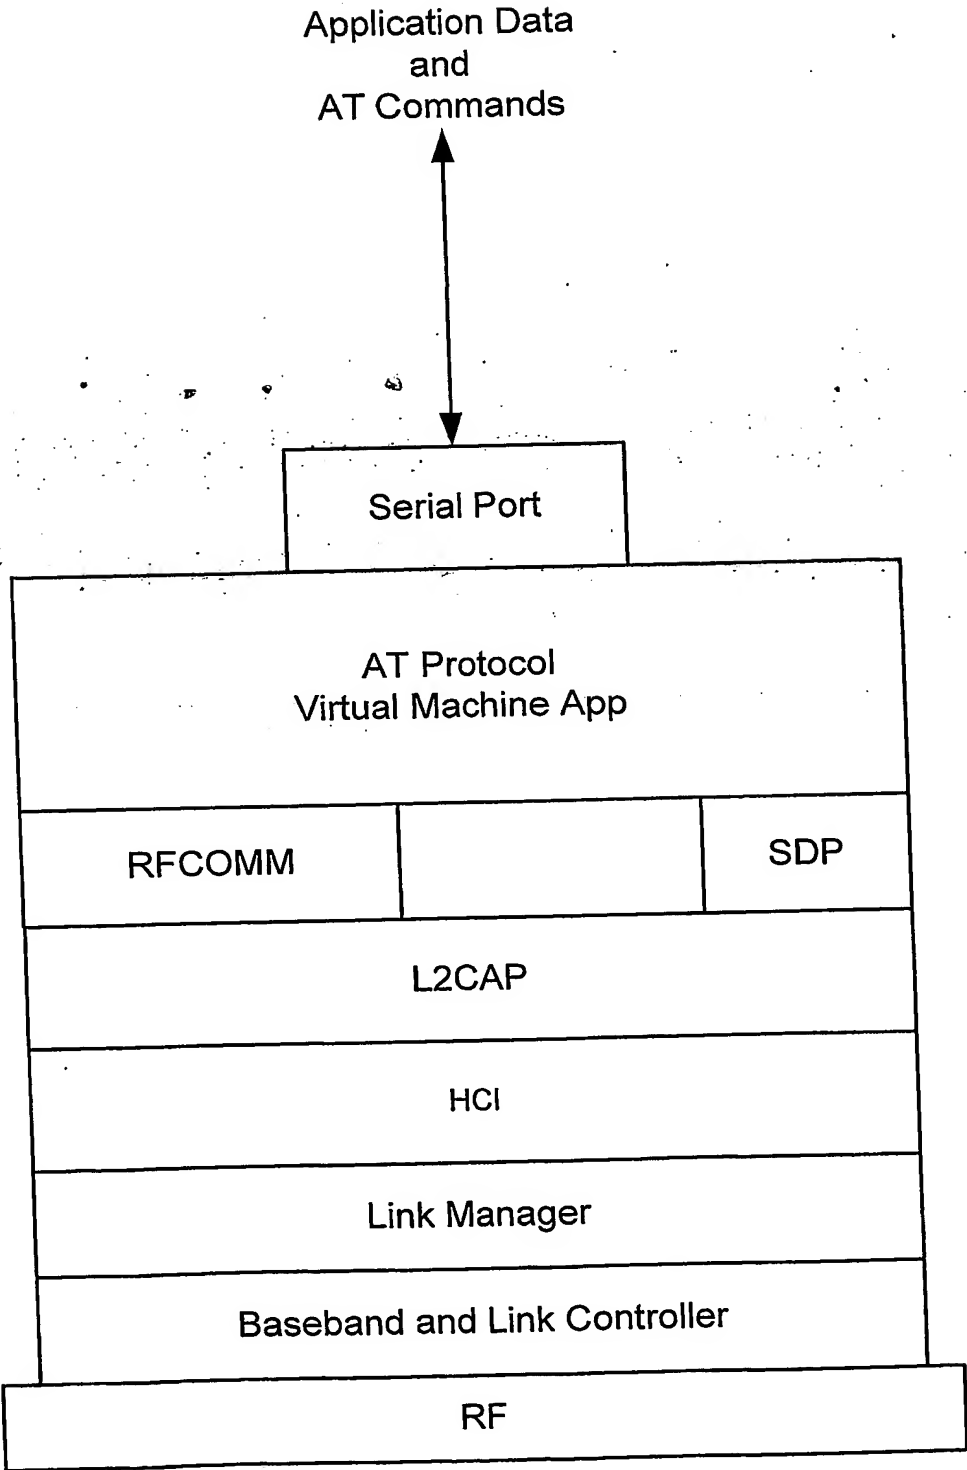 Application Data
and
AT Commands
Serial Port
AT Protocol
Virtual Machine App
RFCOMM
SDP
L2CAP
HCI
Link Manager
Baseband and Link Controller
RF